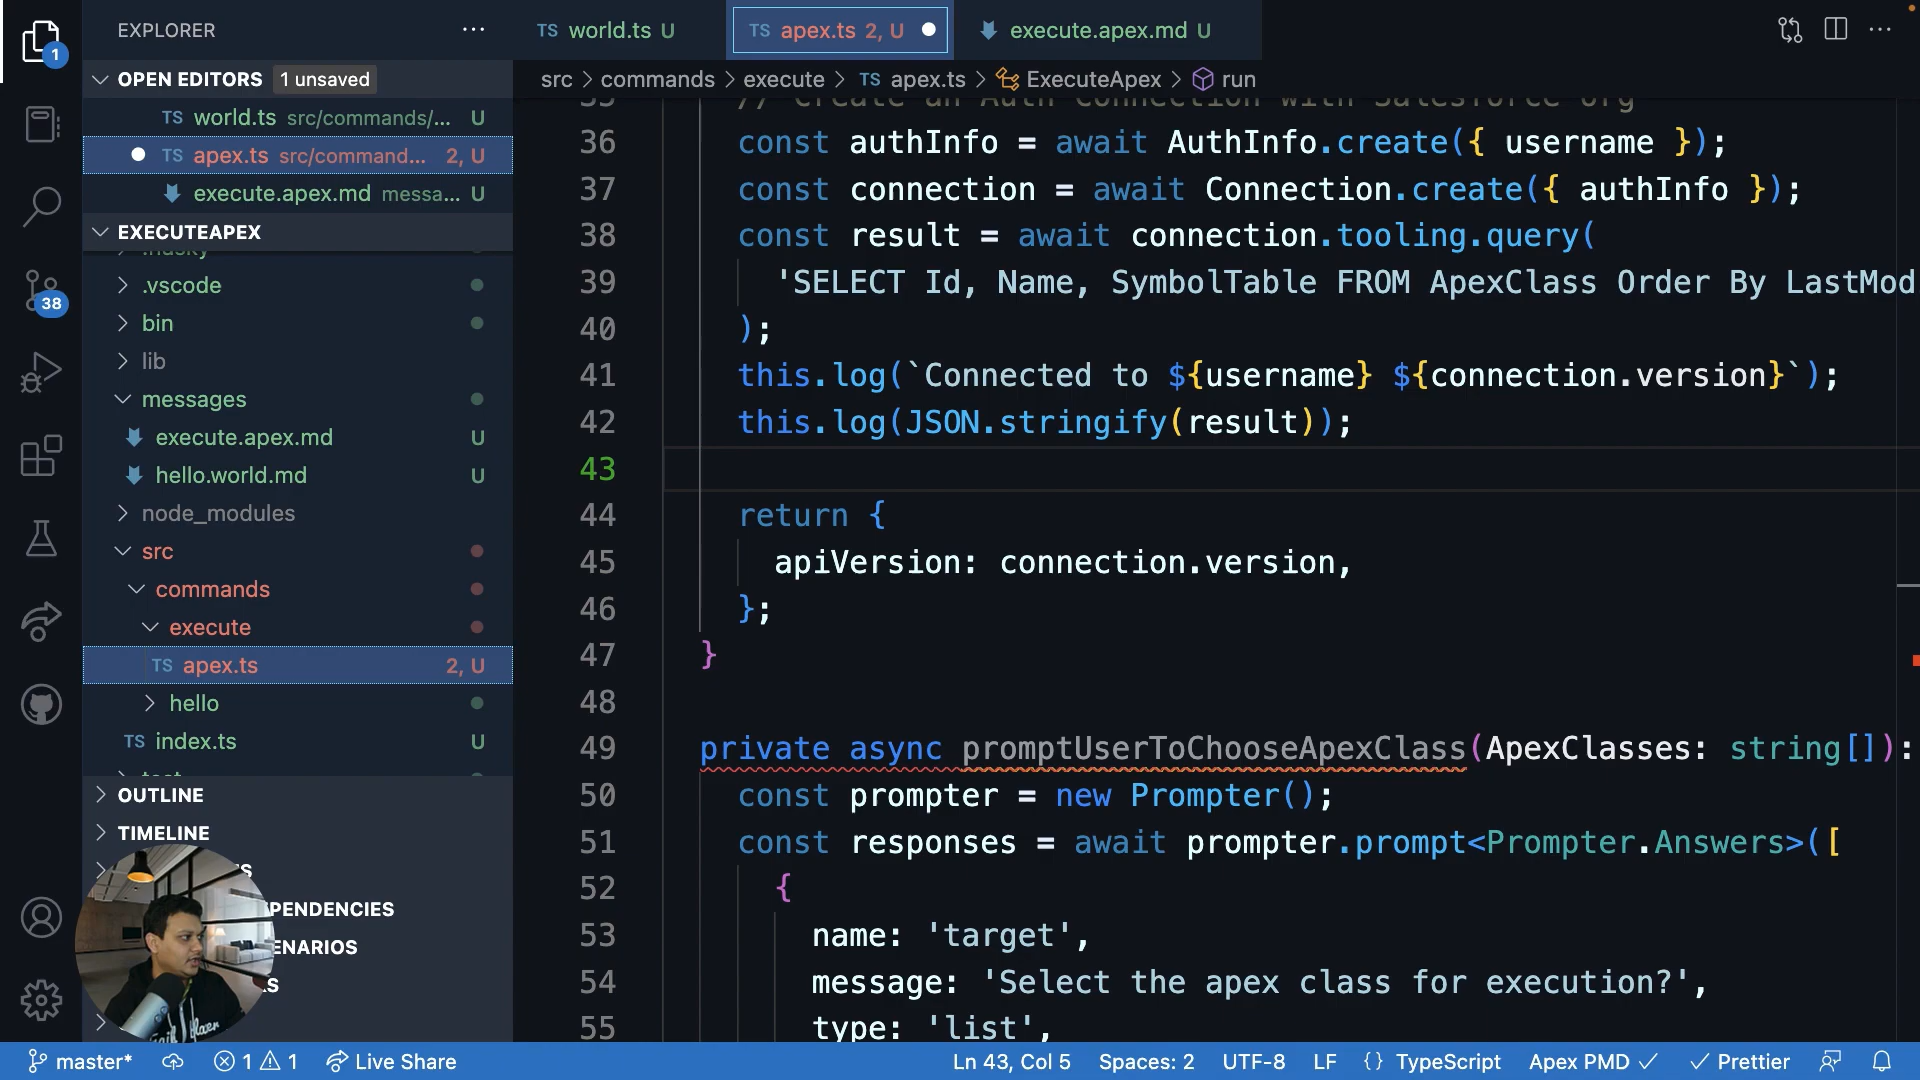 1
EXPLORER
OPEN EDITORS 1 unsaved
TS world.ts src/commands/... U
TS apex.ts src/command... 2, U
execute.apex.md messa... U
EXECUTEAPEX
.vscode
bin
lib
messages
execute.apex.md U
hello.world.md U
node_modules
src
commands
execute
TS apex.ts 2, U
hello
TS index.ts U
OUTLINE
TIMELINE
PENDENCIES
ENARIOS
38
TS world.ts U
TS apex.ts 2, U
execute.apex.md U
src > commands > execute > TS apex.ts > ExecuteApex > run
// Create an Auth Connection with Salesforce org
36 const authInfo = await AuthInfo.create({ username });
37 const connection = await Connection.create({ authInfo });
38 const result = await connection.tooling.query(
39 'SELECT Id, Name, SymbolTable FROM ApexClass Order By LastMod
40 );
41 this.log(`Connected to ${username} ${connection.version}`);
42 this.log(JSON.stringify(result));
43
44 return {
45 apiVersion: connection.version,
46 };
47 }
48
49 private async promptUserToChooseApexClass(ApexClasses: string[]):
50 const prompter = new Prompter();
51 const responses = await prompter.prompt<Prompter.Answers>([
52 {
53 name: 'target',
54 message: 'Select the apex class for execution?',
55 type: 'list',
master* 1 1 Live Share Ln 43, Col 5 Spaces: 2 UTF-8 LF {} TypeScript Apex PMD Prettier